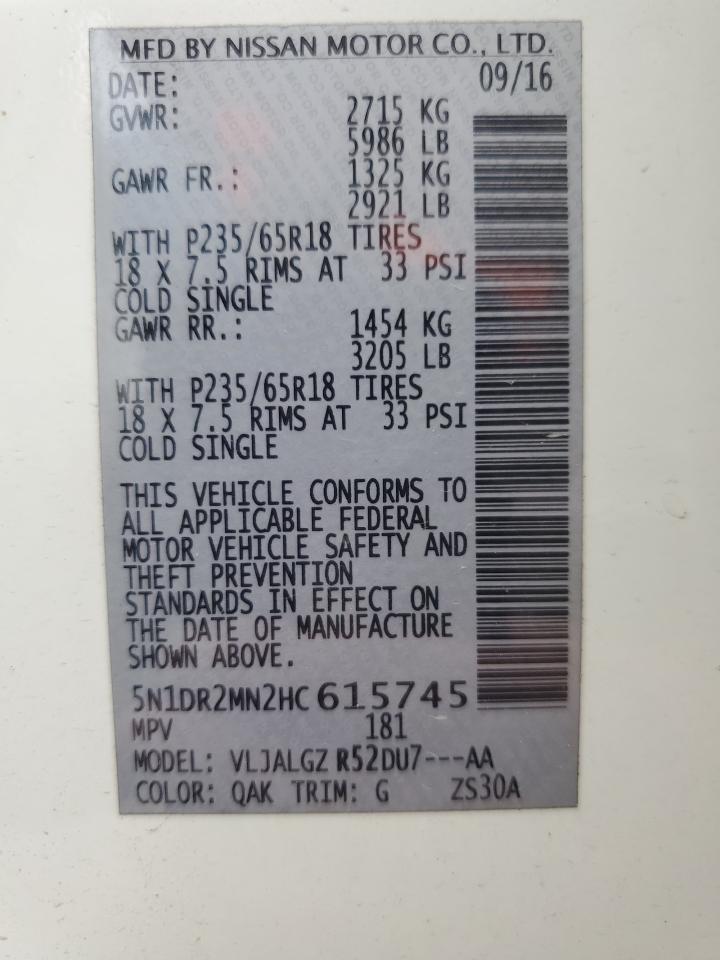 MFD BY NISSAN MOTOR CO., LTD.
DATE: 09/16
GVWR: 2715 KG
5986 LB
GAWR FR.: 1325 KG
2921 LB
WITH P235/65R18 TIRES
18 X 7.5 RIMS AT 33 PSI
COLD SINGLE
GAWR RR.: 1454 KG
3205 LB
WITH P235/65R18 TIRES
18 X 7.5 RIMS AT 33 PSI
COLD SINGLE
THIS VEHICLE CONFORMS TO
ALL APPLICABLE FEDERAL
MOTOR VEHICLE SAFETY AND
THEFT PREVENTION
STANDARDS IN EFFECT ON
THE DATE OF MANUFACTURE
SHOWN ABOVE.
5N1DR2MN2HC615745
MPV 181
MODEL: VLJALGZ R52DU7---AA
COLOR: QAK TRIM: G ZS30A